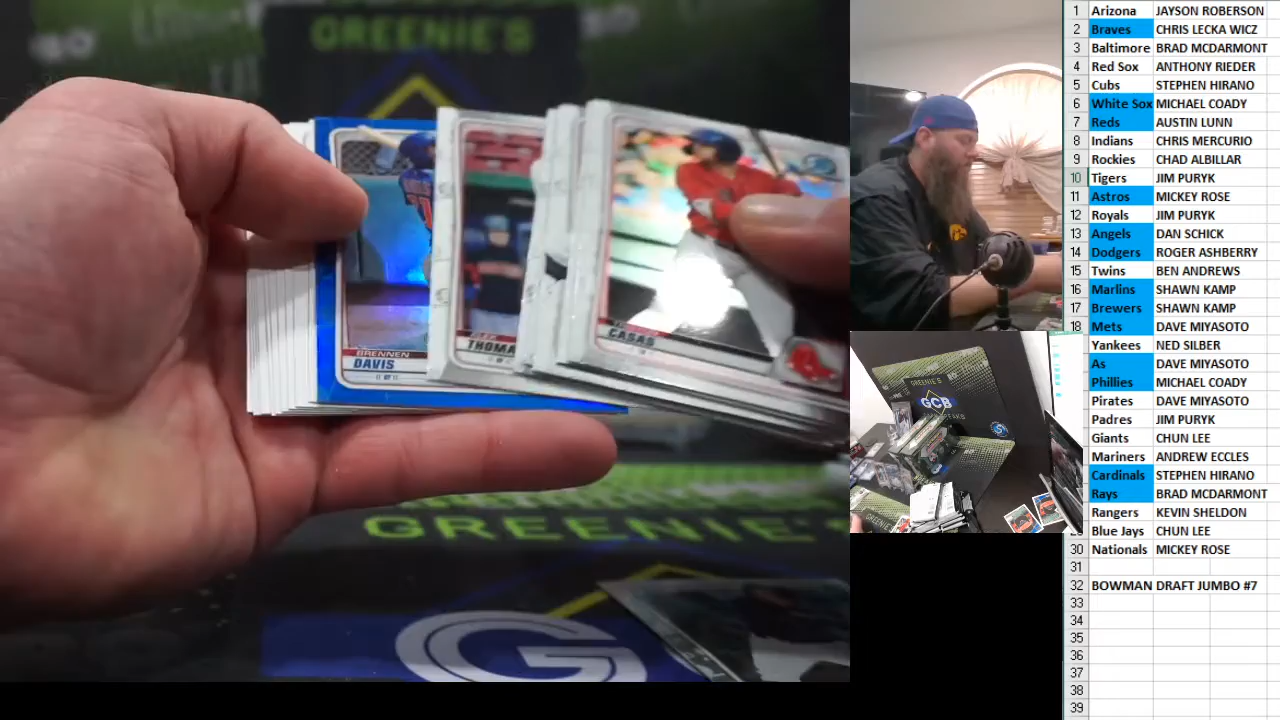 GREENIE'S
BRENNEN
DAVIS
THOMA
CASAS
GREENIE'S
G
GREENIE'S
GCB
1 Arizona JAYSON ROBERSON
2 Braves CHRIS LECKA WICZ
3 Baltimore BRAD MCDARMONT
4 Red Sox ANTHONY RIEDER
5 Cubs STEPHEN HIRANO
6 White Sox MICHAEL COADY
7 Reds AUSTIN LUNN
8 Indians CHRIS MERCURIO
9 Rockies CHAD ALBILLAR
10 Tigers JIM PURYK
11 Astros MICKEY ROSE
12 Royals JIM PURYK
13 Angels DAN SCHICK
14 Dodgers ROGER ASHBERRY
15 Twins BEN ANDREWS
16 Marlins SHAWN KAMP
17 Brewers SHAWN KAMP
18 Mets DAVE MIYASOTO
Yankees NED SILBER
As DAVE MIYASOTO
Phillies MICHAEL COADY
Pirates DAVE MIYASOTO
Padres JIM PURYK
Giants CHUN LEE
Mariners ANDREW ECCLES
Cardinals STEPHEN HIRANO
Rays BRAD MCDARMONT
Rangers KEVIN SHELDON
Blue Jays CHUN LEE
30 Nationals MICKEY ROSE
31
32 BOWMAN DRAFT JUMBO #7
33
34
35
36
37
38
39